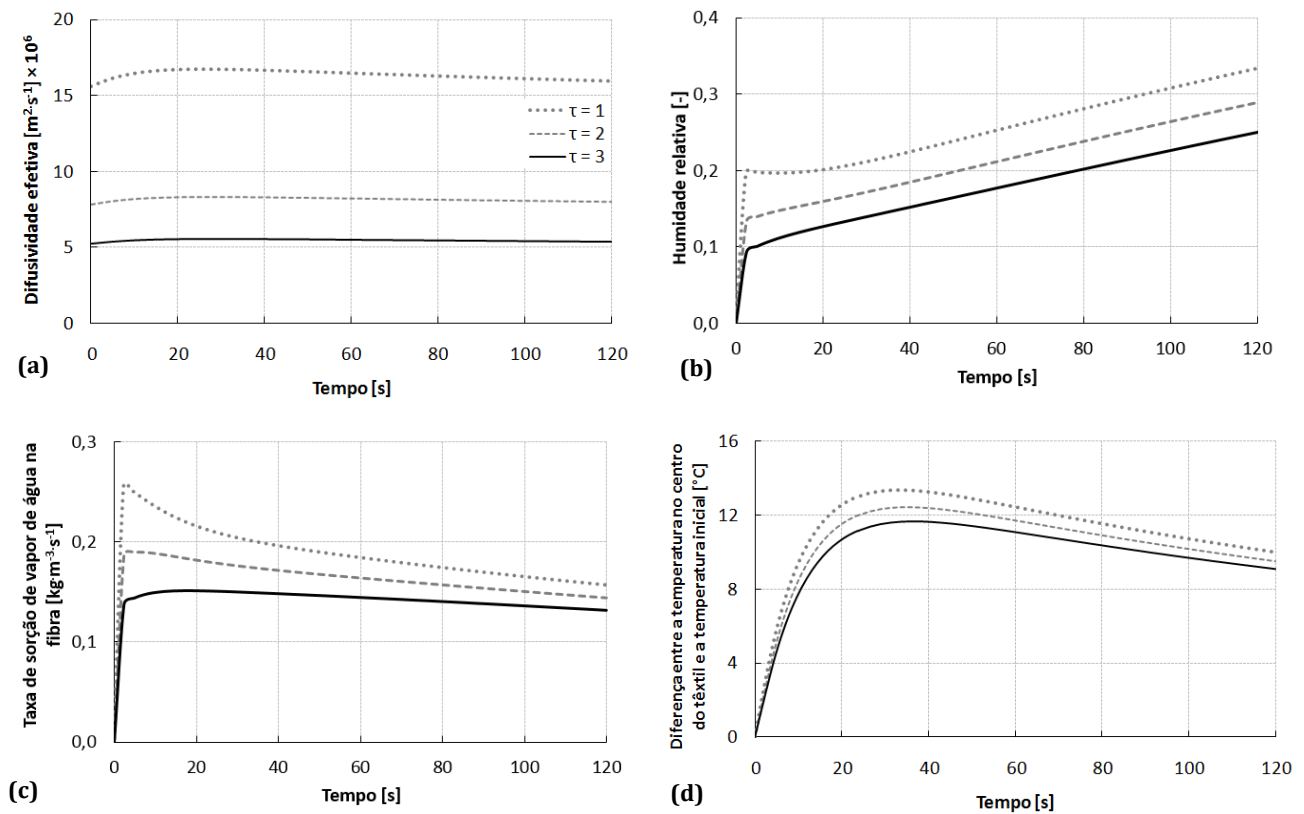 Difusividade efetiva [m²·s⁻¹] × 10⁶
20
15
10
5
0
τ = 1
τ = 2
τ = 3
0 20 40 60 80 100 120
Tempo [s]
(a)
Humidade relativa [-]
0,4
0,3
0,2
0,1
0,0
0 20 40 60 80 100 120
Tempo [s]
(b)
Taxa de sorção de vapor de água na
fibra [kg·m⁻³·s⁻¹]
0,3
0,2
0,1
0,0
0 20 40 60 80 100 120
Tempo [s]
(c)
Diferença entre a temperatura no centro
do têxtil e a temperatura inicial [°C]
16
12
8
4
0
0 20 40 60 80 100 120
Tempo [s]
(d)